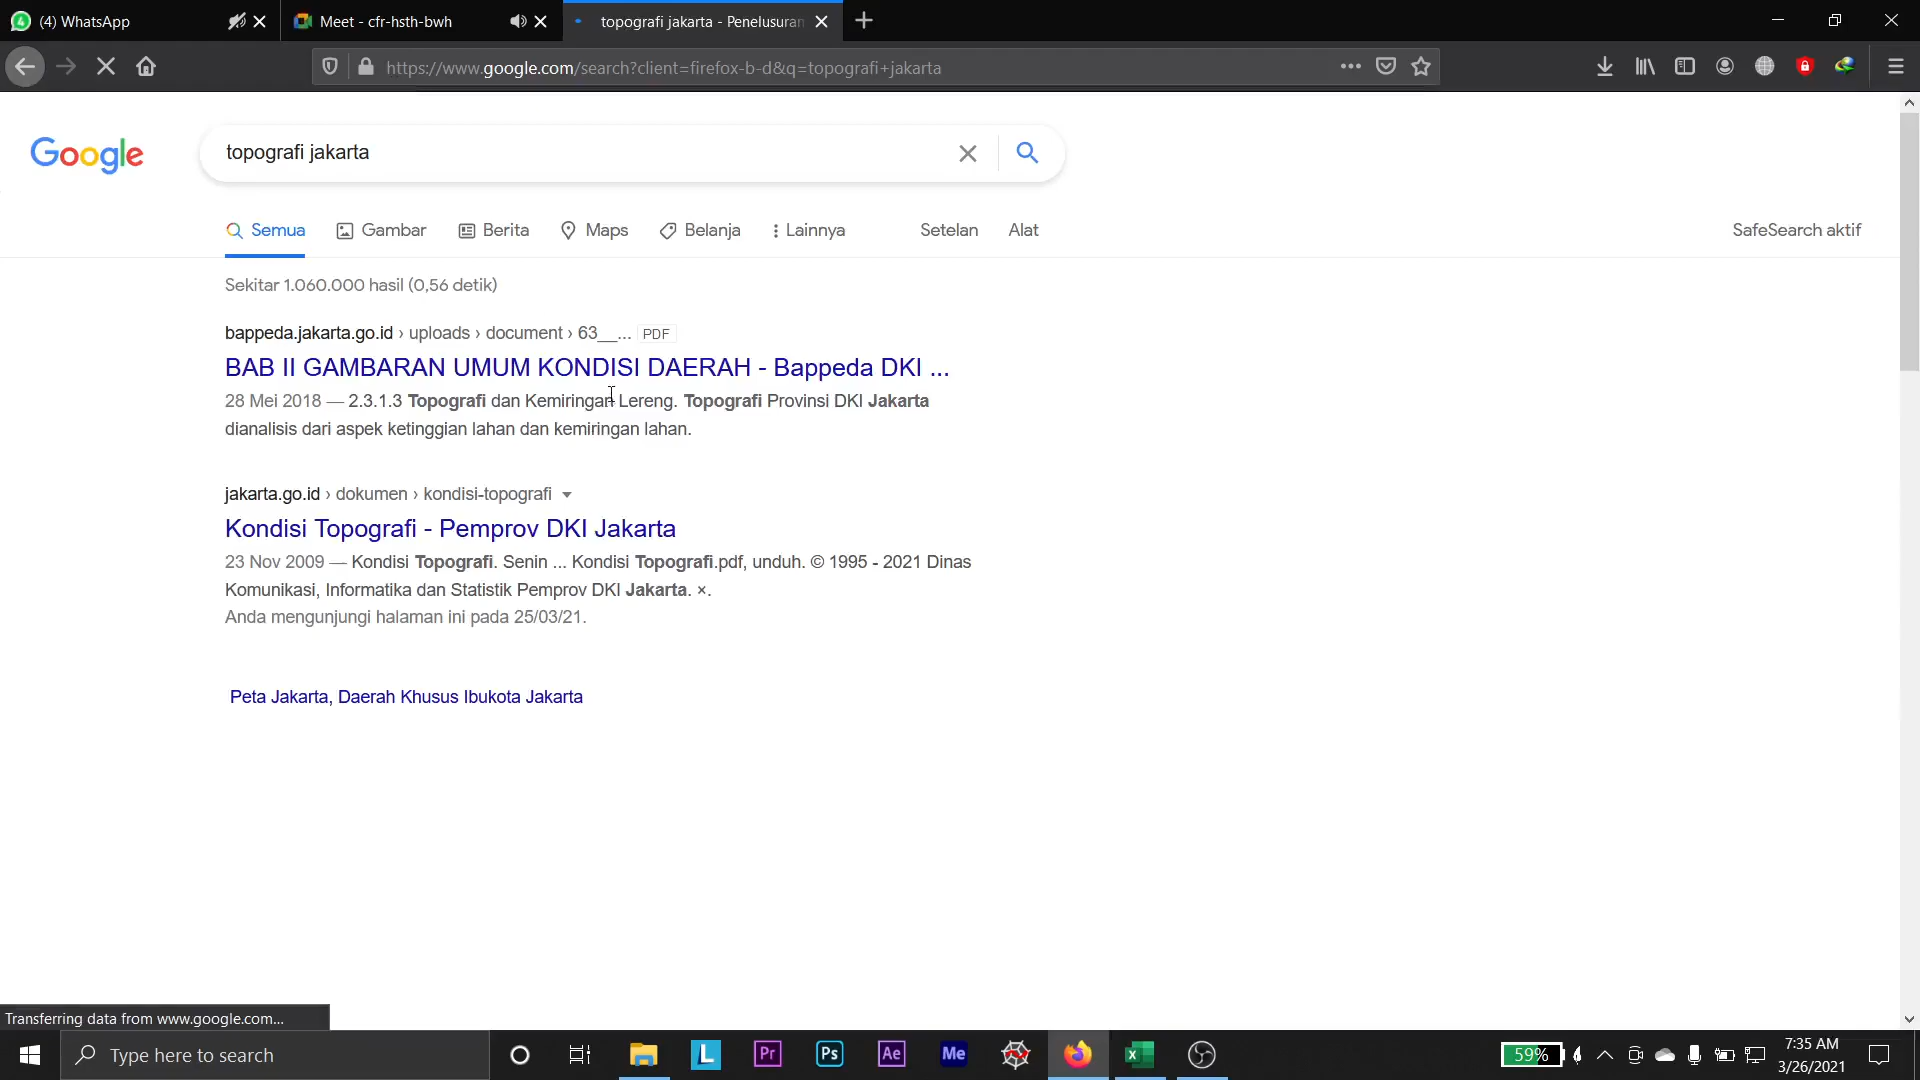 (4) WhatsApp
Meet - cfr-hsth-bwh
topografi jakarta - Penelusuran
https://www.google.com/search?client=firefox-b-d&q=topografi+jakarta
Google
topografi jakarta
Semua
Gambar
Berita
Maps
Belanja
Lainnya
Setelan
Alat
SafeSearch aktif
Sekitar 1.060.000 hasil (0,56 detik)
bappeda.jakarta.go.id › uploads › document › 63__... PDF
BAB II GAMBARAN UMUM KONDISI DAERAH - Bappeda DKI ...
28 Mei 2018 — 2.3.1.3 Topografi dan Kemiringan Lereng. Topografi Provinsi DKI Jakarta
dianalisis dari aspek ketinggian lahan dan kemiringan lahan.
jakarta.go.id › dokumen › kondisi-topografi
Kondisi Topografi - Pemprov DKI Jakarta
23 Nov 2009 — Kondisi Topografi. Senin ... Kondisi Topografi.pdf, unduh. © 1995 - 2021 Dinas
Komunikasi, Informatika dan Statistik Pemprov DKI Jakarta. ×.
Anda mengunjungi halaman ini pada 25/03/21.
Peta Jakarta, Daerah Khusus Ibukota Jakarta
Transferring data from www.google.com...
Type here to search
L
Pr
Ps
Ae
Me
59%
7:35 AM
3/26/2021